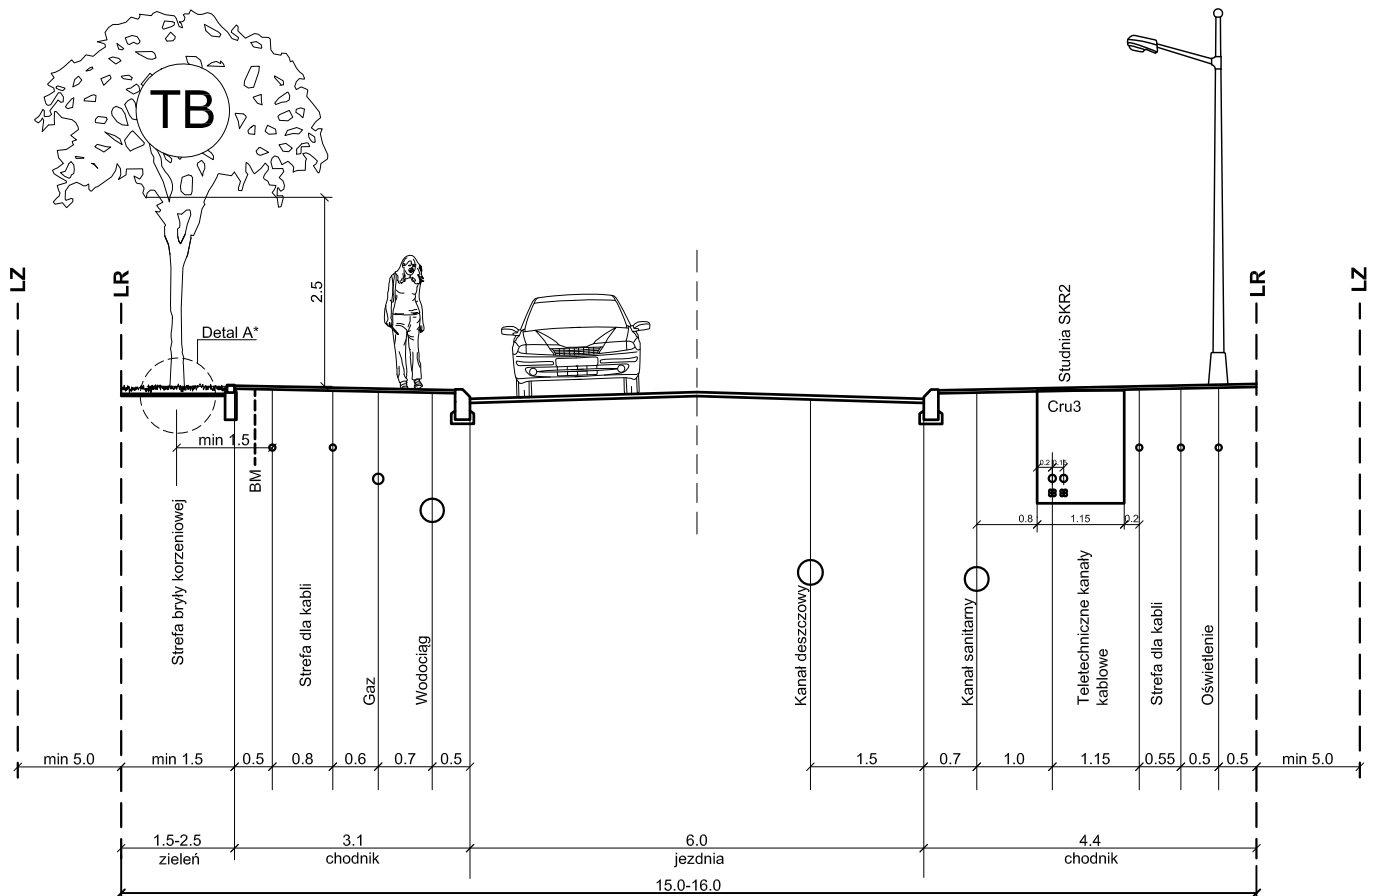 TB
LZ
LR
2.5
Detal A*
Studnia SKR2
LR
LZ
Cru3
min 1.5
BM
0.2
0.15
0.8
1.15
0.2
Strefa bryły korzeniowej
Strefa dla kabli
Gaz
Wodociąg
Kanał deszczowy
Kanał sanitarny
Teletechniczne kanały
kablowe
Strefa dla kabli
Oświetlenie
min 5.0
min 1.5
0.5
0.8
0.6
0.7
0.5
1.5
0.7
1.0
1.15
0.55
0.5
0.5
min 5.0
1.5-2.5
3.1
6.0
4.4
zieleń
chodnik
jezdnia
chodnik
15.0-16.0